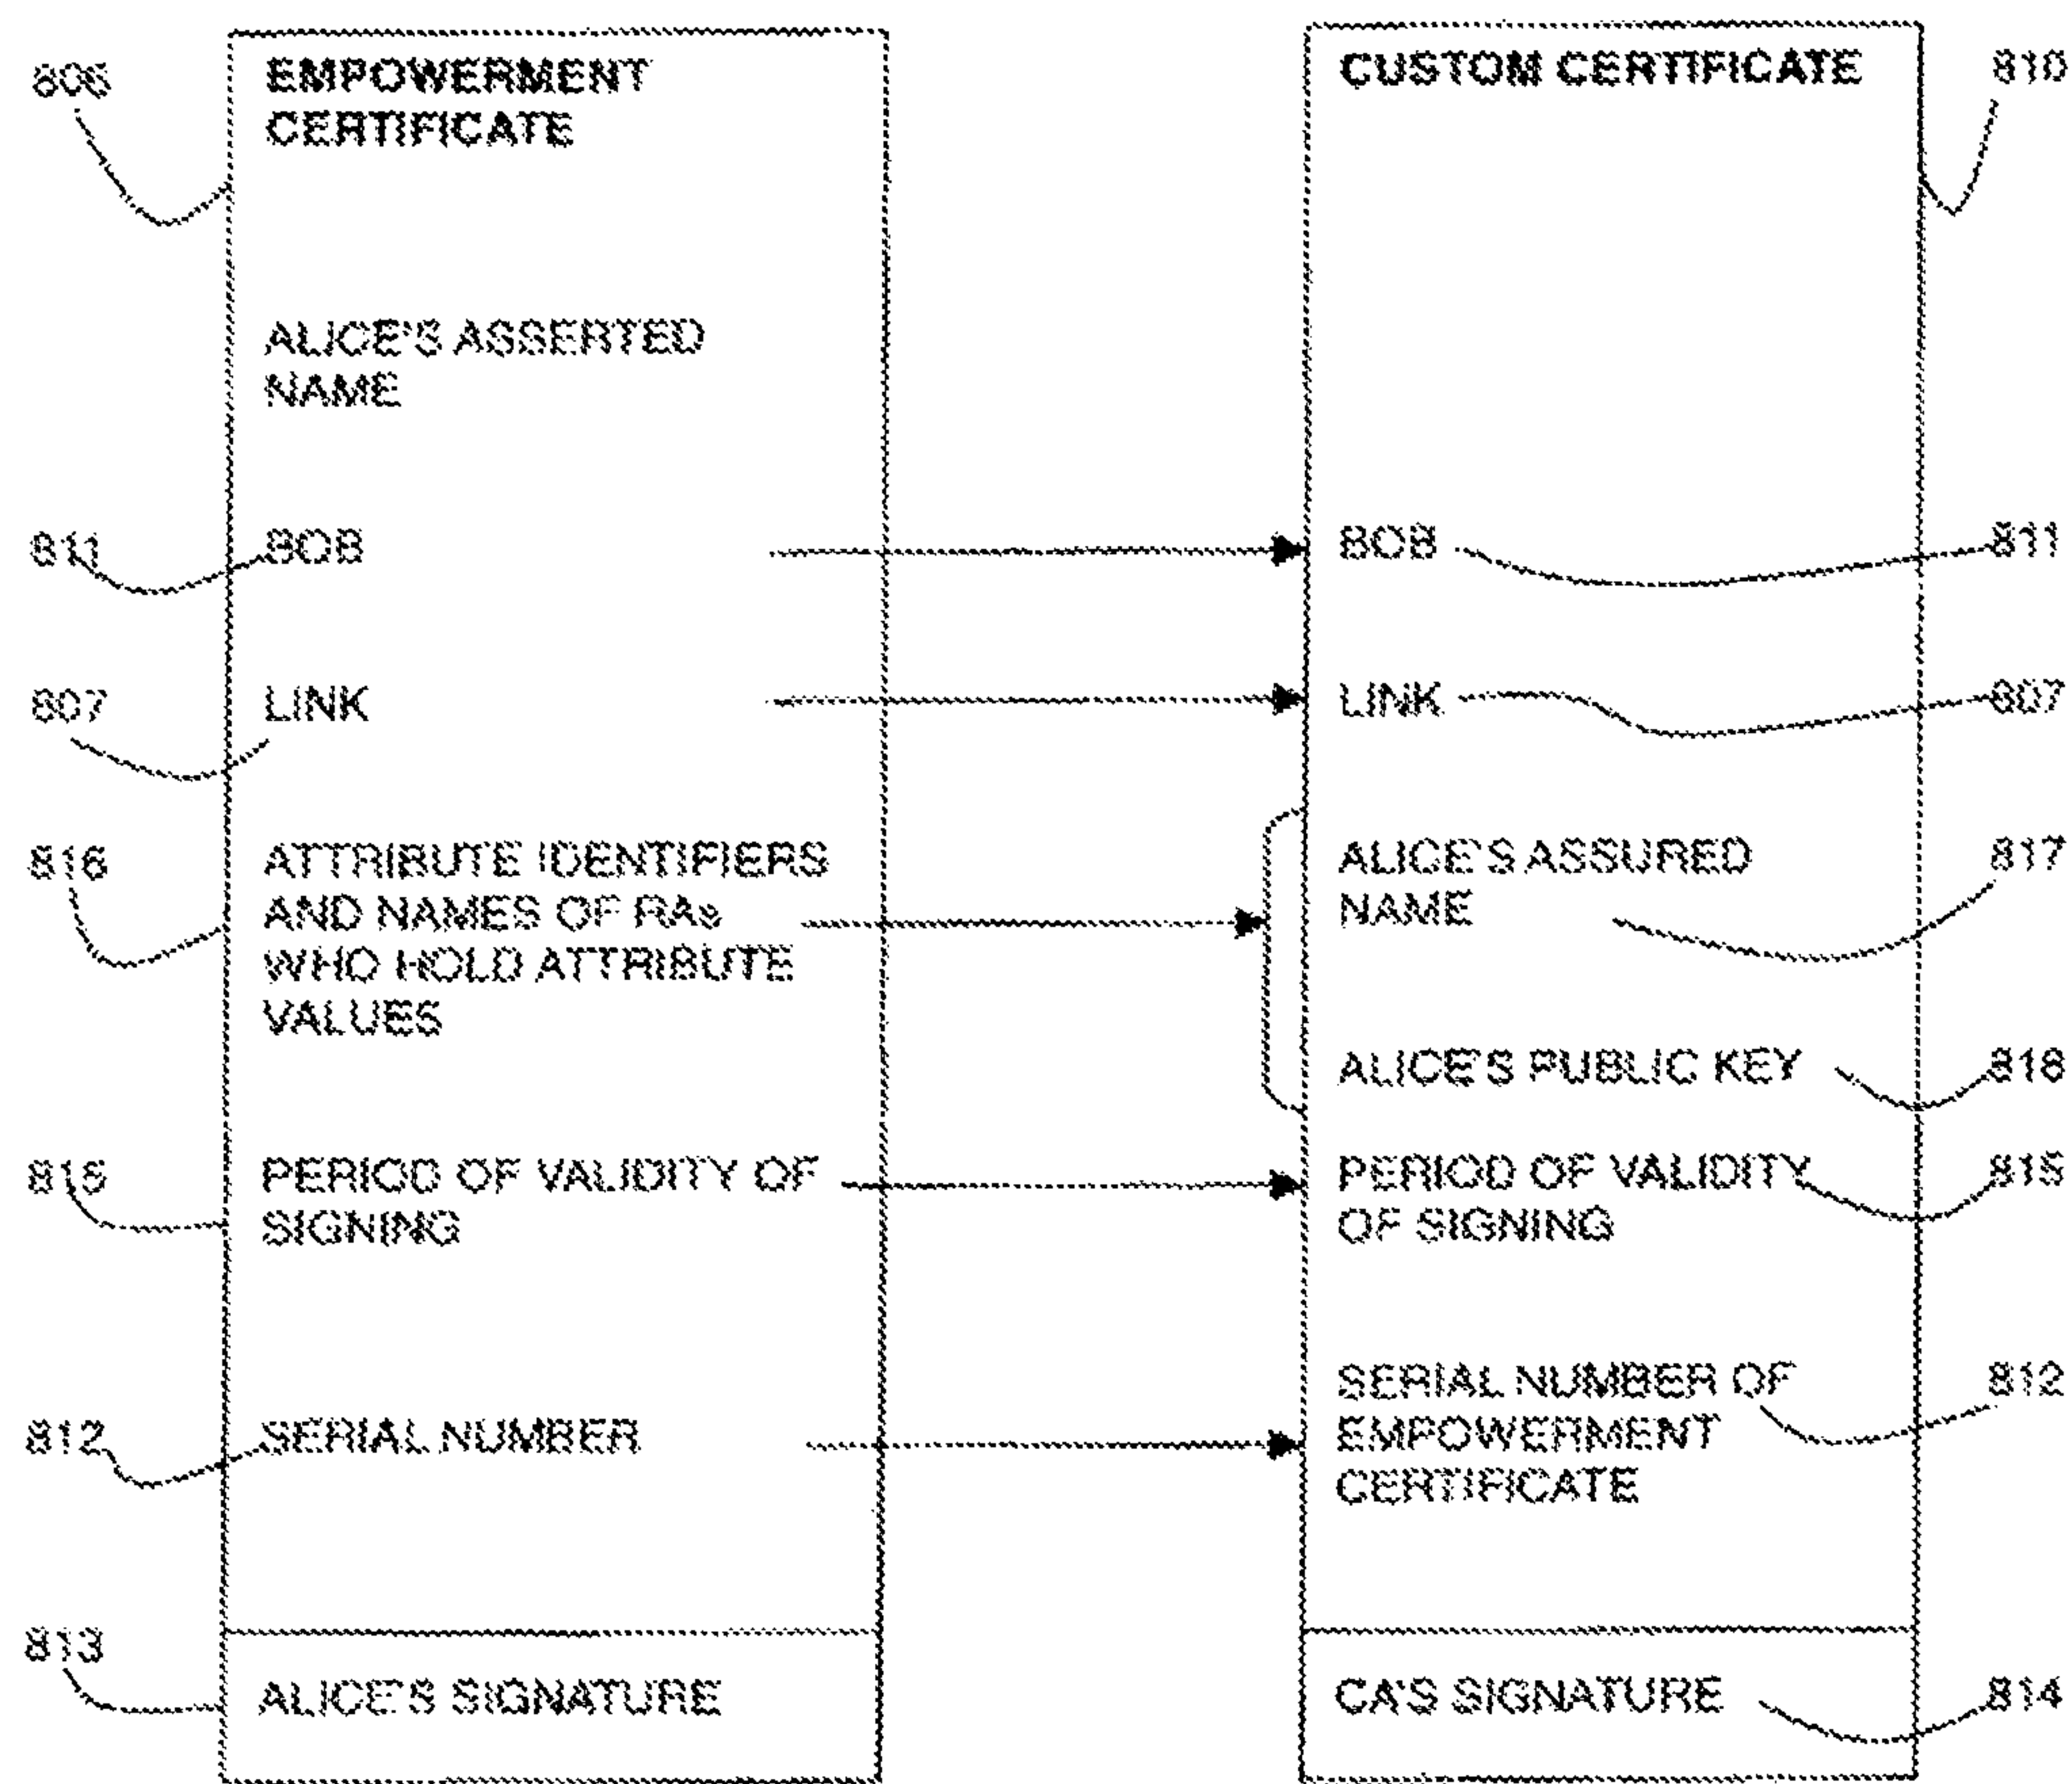 806
EMPOWERMENT
CERTIFICATE
ALICE'S ASSERTED
NAME
811
BOB
807
LINK
816
ATTRIBUTE IDENTIFIERS
AND NAMES OF RAs
WHO HOLD ATTRIBUTE
VALUES
815
PERIOD OF VALIDITY OF
SIGNING
812
SERIAL NUMBER
813
ALICE'S SIGNATURE
CUSTOM CERTIFICATE
810
BOB
811
LINK
807
ALICE'S ASSURED
NAME
817
ALICE'S PUBLIC KEY
818
PERIOD OF VALIDITY
OF SIGNING
815
SERIAL NUMBER OF
EMPOWERMENT
CERTIFICATE
812
CA'S SIGNATURE
814